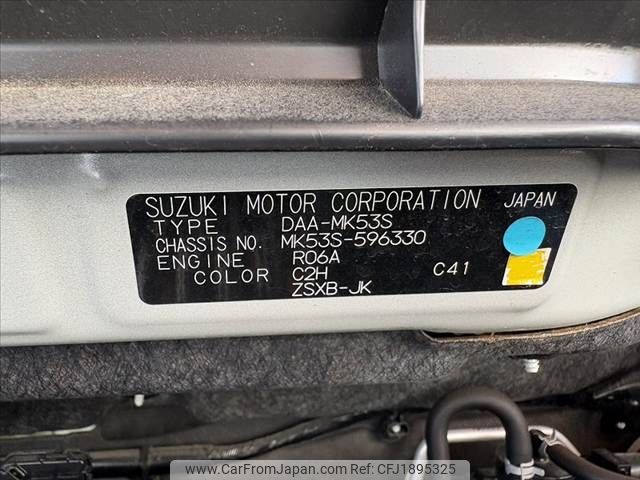 SUZUKI MOTOR CORPORATION JAPAN
TYPE DAA-MK53S
CHASSIS NO. MK53S-596330
ENGINE R06A
COLOR C2H C41
ZSXB-JK
www.CarFromJapan.com Ref:CFJ1895325